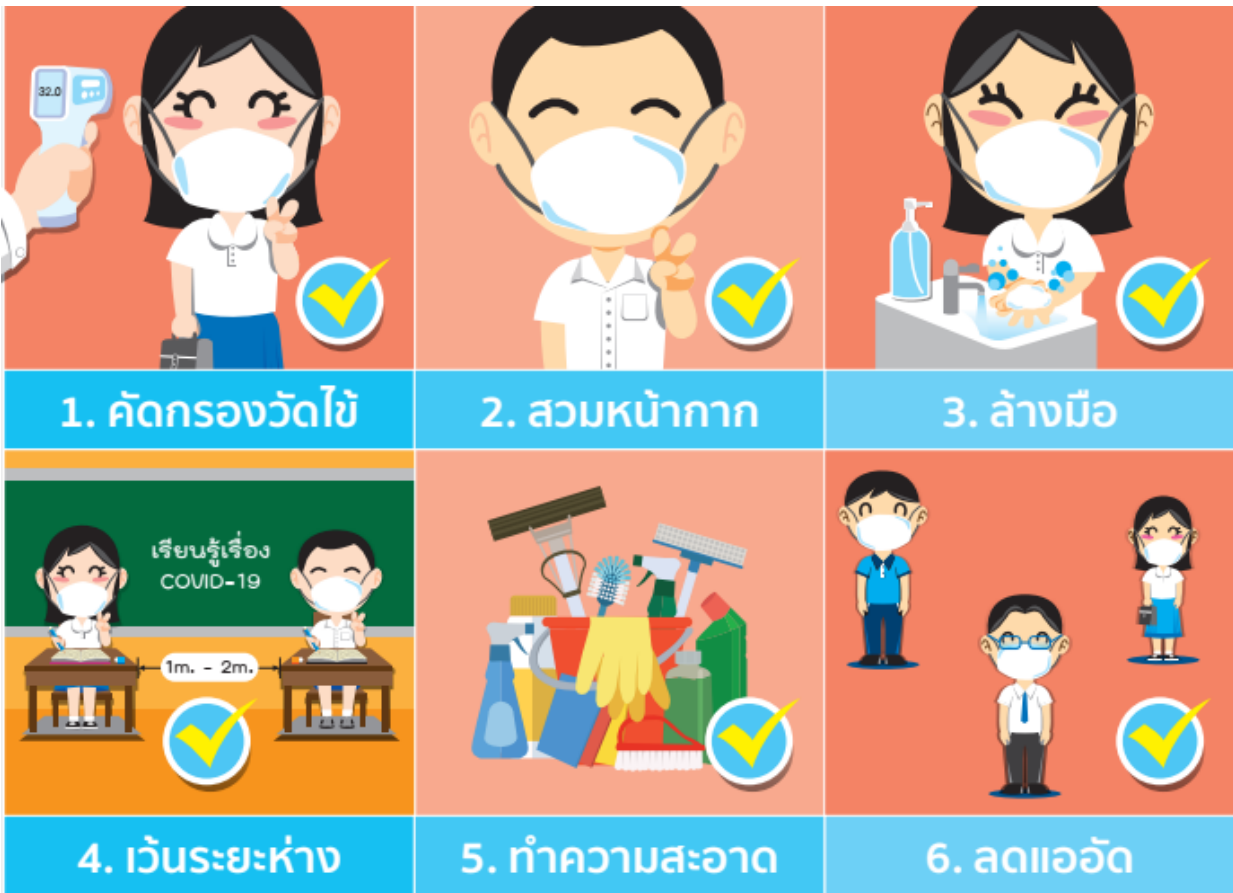 32.0
1. คัดกรองวัดไข้
2. สวมหน้ากาก
3. ล้างมือ
เรียนรู้เรื่อง
COVID-19
1m. - 2m.
4. เว้นระยะห่าง
5. ทำความสะอาด
6. ลดแออัด